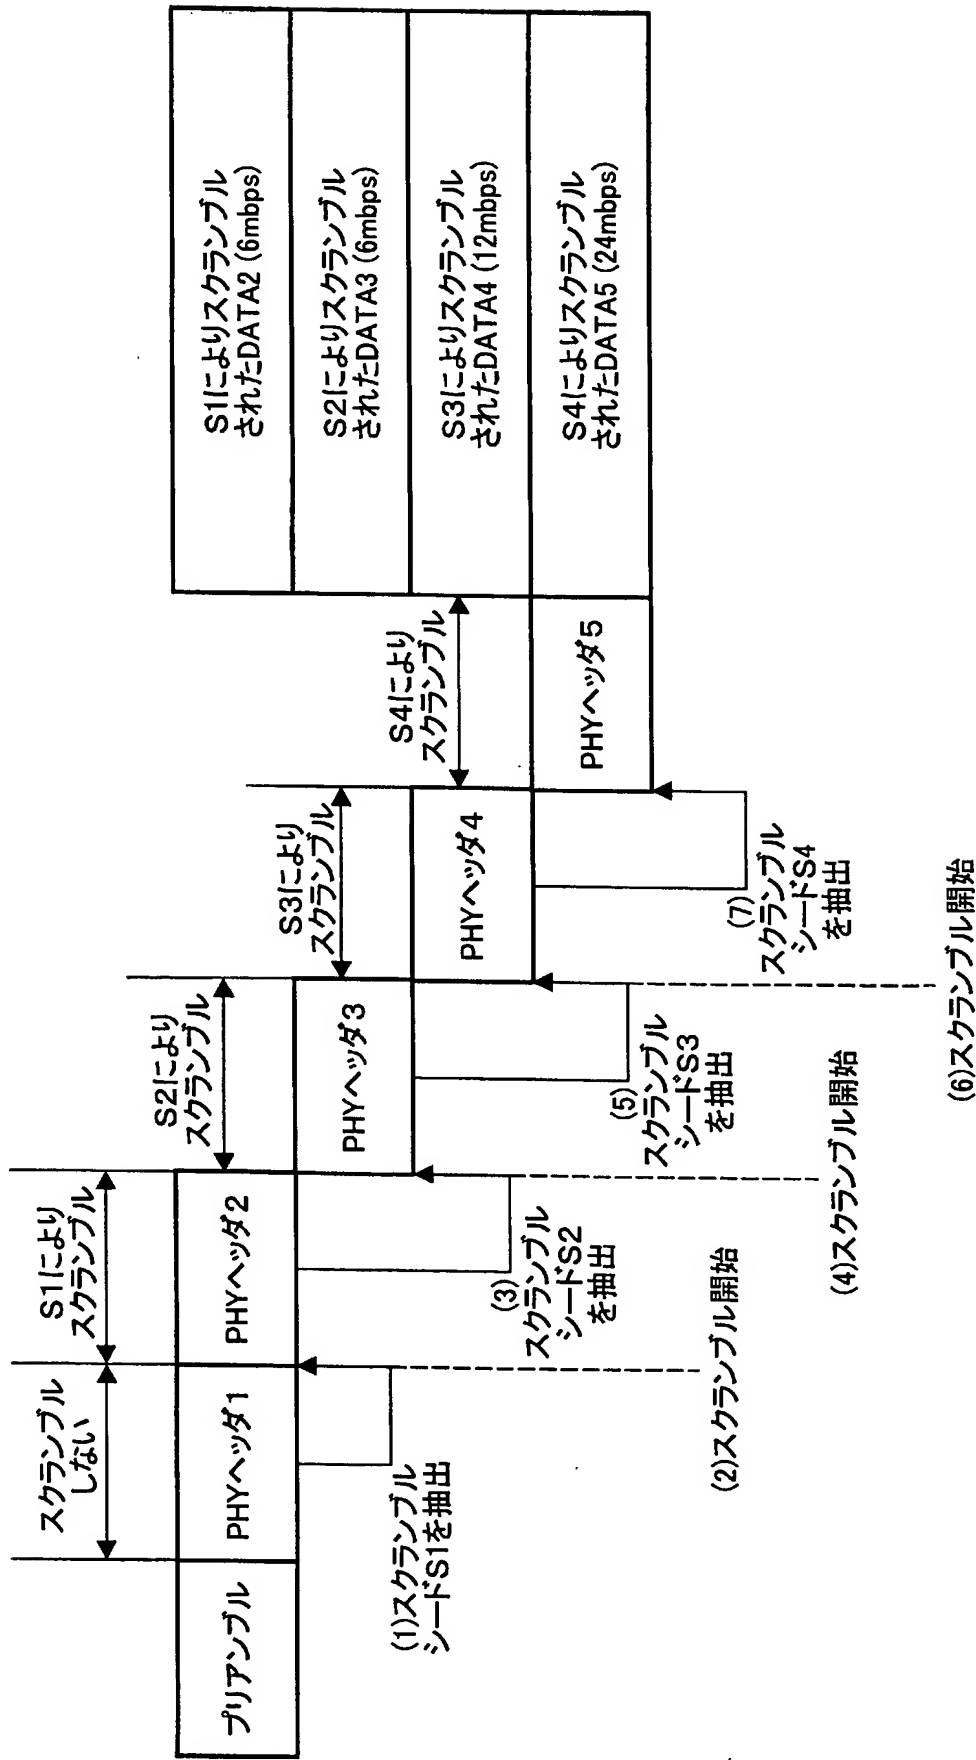 スクランブル
しない
S1により
スクランブル
S2により
スクランブル
S3により
スクランブル
S4により
スクランブル
プリアンブル
PHYヘッダ1
PHYヘッダ2
PHYヘッダ3
PHYヘッダ4
PHYヘッダ5
S1によりスクランブル
されたDATA2 (6mbps)
S2によりスクランブル
されたDATA3 (6mbps)
S3によりスクランブル
されたDATA4 (12mbps)
S4によりスクランブル
されたDATA5 (24mbps)
(1)スクランブル
シードS1を抽出
(2)スクランブル開始
(3)
スクランブル
シードS2
を抽出
(4)スクランブル開始
(5)
スクランブル
シードS3
を抽出
(6)スクランブル開始
(7)
スクランブル
シードS4
を抽出